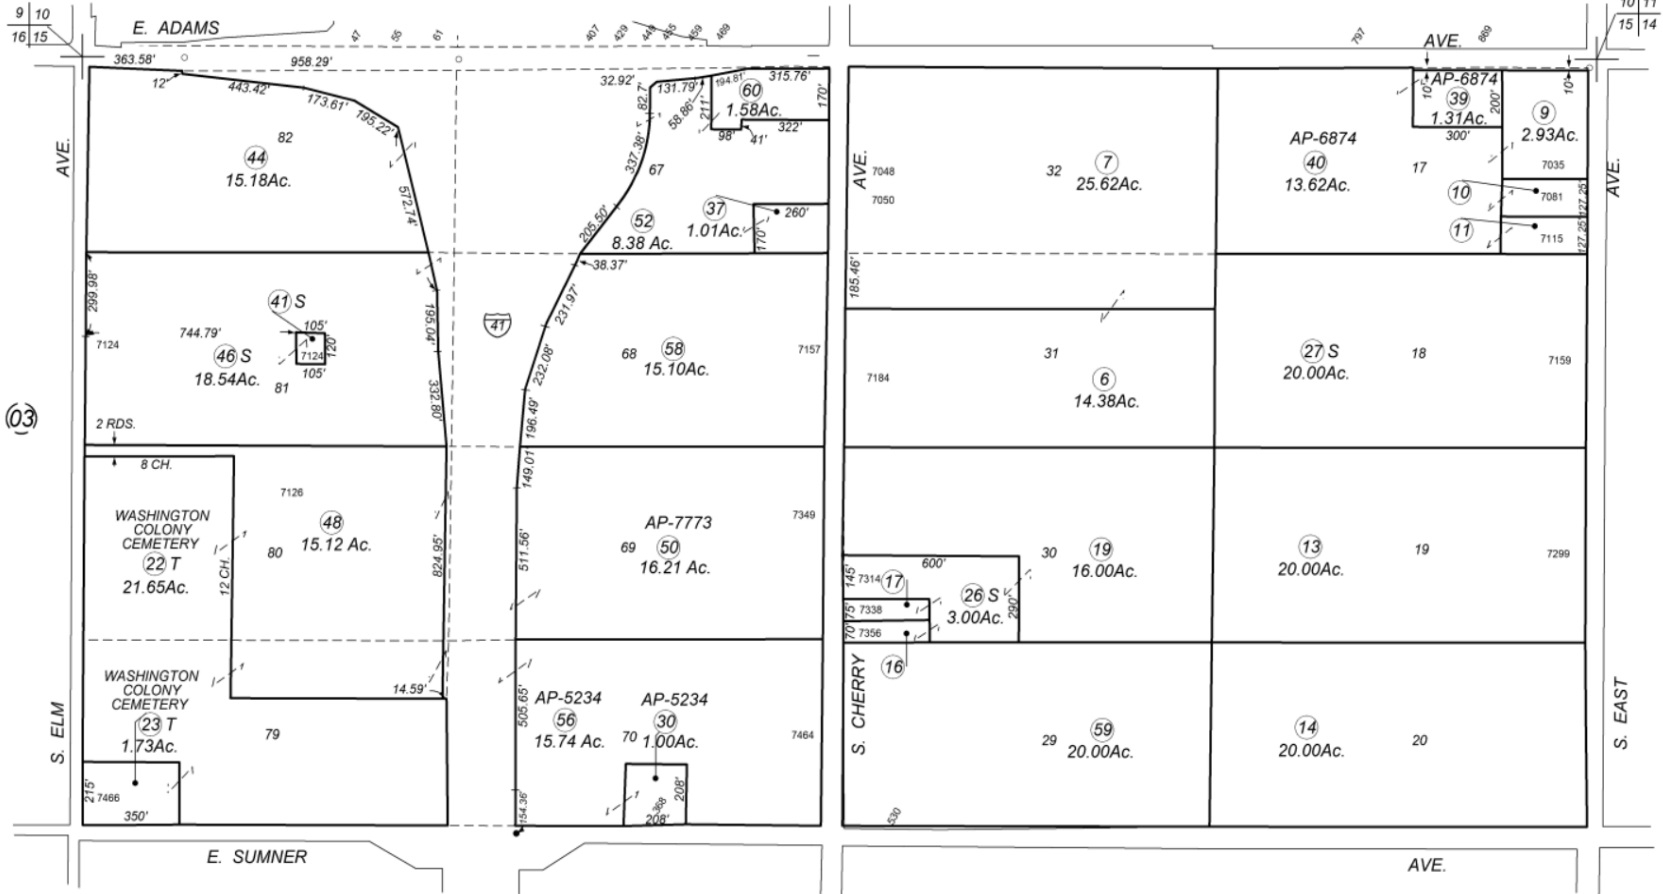 9 10
16 15
E. ADAMS
47
55
61
407
429
449
455
459
469
797
AVE.
869
10 11
15 14
363.58'
958.29'
12'
443.42'
173.61'
195.22'
32.92'
131.79'
194.81'
315.76'
82.7'
58.86'
211'
60
1.58Ac.
170'
98'
41'
322'
AP-6874
10'
39
1.31Ac.
200'
300'
10'
9
2.93Ac.
7035
AVE.
82
44
15.18Ac.
572.74'
337.38'
67
205.50'
52
8.38 Ac.
37
1.01Ac.
260'
170'
AVE.
7048
7050
32
7
25.62Ac.
AP-6874
40
13.62Ac.
17
10
7081
127.25'
11
7115
127.25'
AVE.
299.98'
41 S
105'
744.79'
7124
120'
105'
7124
46 S
18.54Ac.
81
195.04'
332.80'
41
38.37'
231.97'
232.08'
196.49'
68
58
15.10Ac.
7157
185.46'
31
7184
6
14.38Ac.
27 S
20.00Ac.
18
7159
(03)
2 RDS.
8 CH.
WASHINGTON
COLONY
CEMETERY
22 T
21.65Ac.
12 CH.
7126
48
15.12 Ac.
80
824.95'
149.01'
511.56'
AP-7773
69
50
16.21 Ac.
7349
600'
145'
7314
17
75'
7338
70'
7356
16
26 S
3.00Ac.
290'
30
19
16.00Ac.
13
20.00Ac.
19
7299
WASHINGTON
COLONY
CEMETERY
23 T
1.73Ac.
14.59'
79
215'
7466
350'
S. ELM
505.65'
154.36'
AP-5234
56
15.74 Ac.
AP-5234
30
1.00Ac.
70
7464
368
208'
208'
S. CHERRY
530
29
59
20.00Ac.
14
20.00Ac.
20
S. EAST
E. SUMNER
AVE.